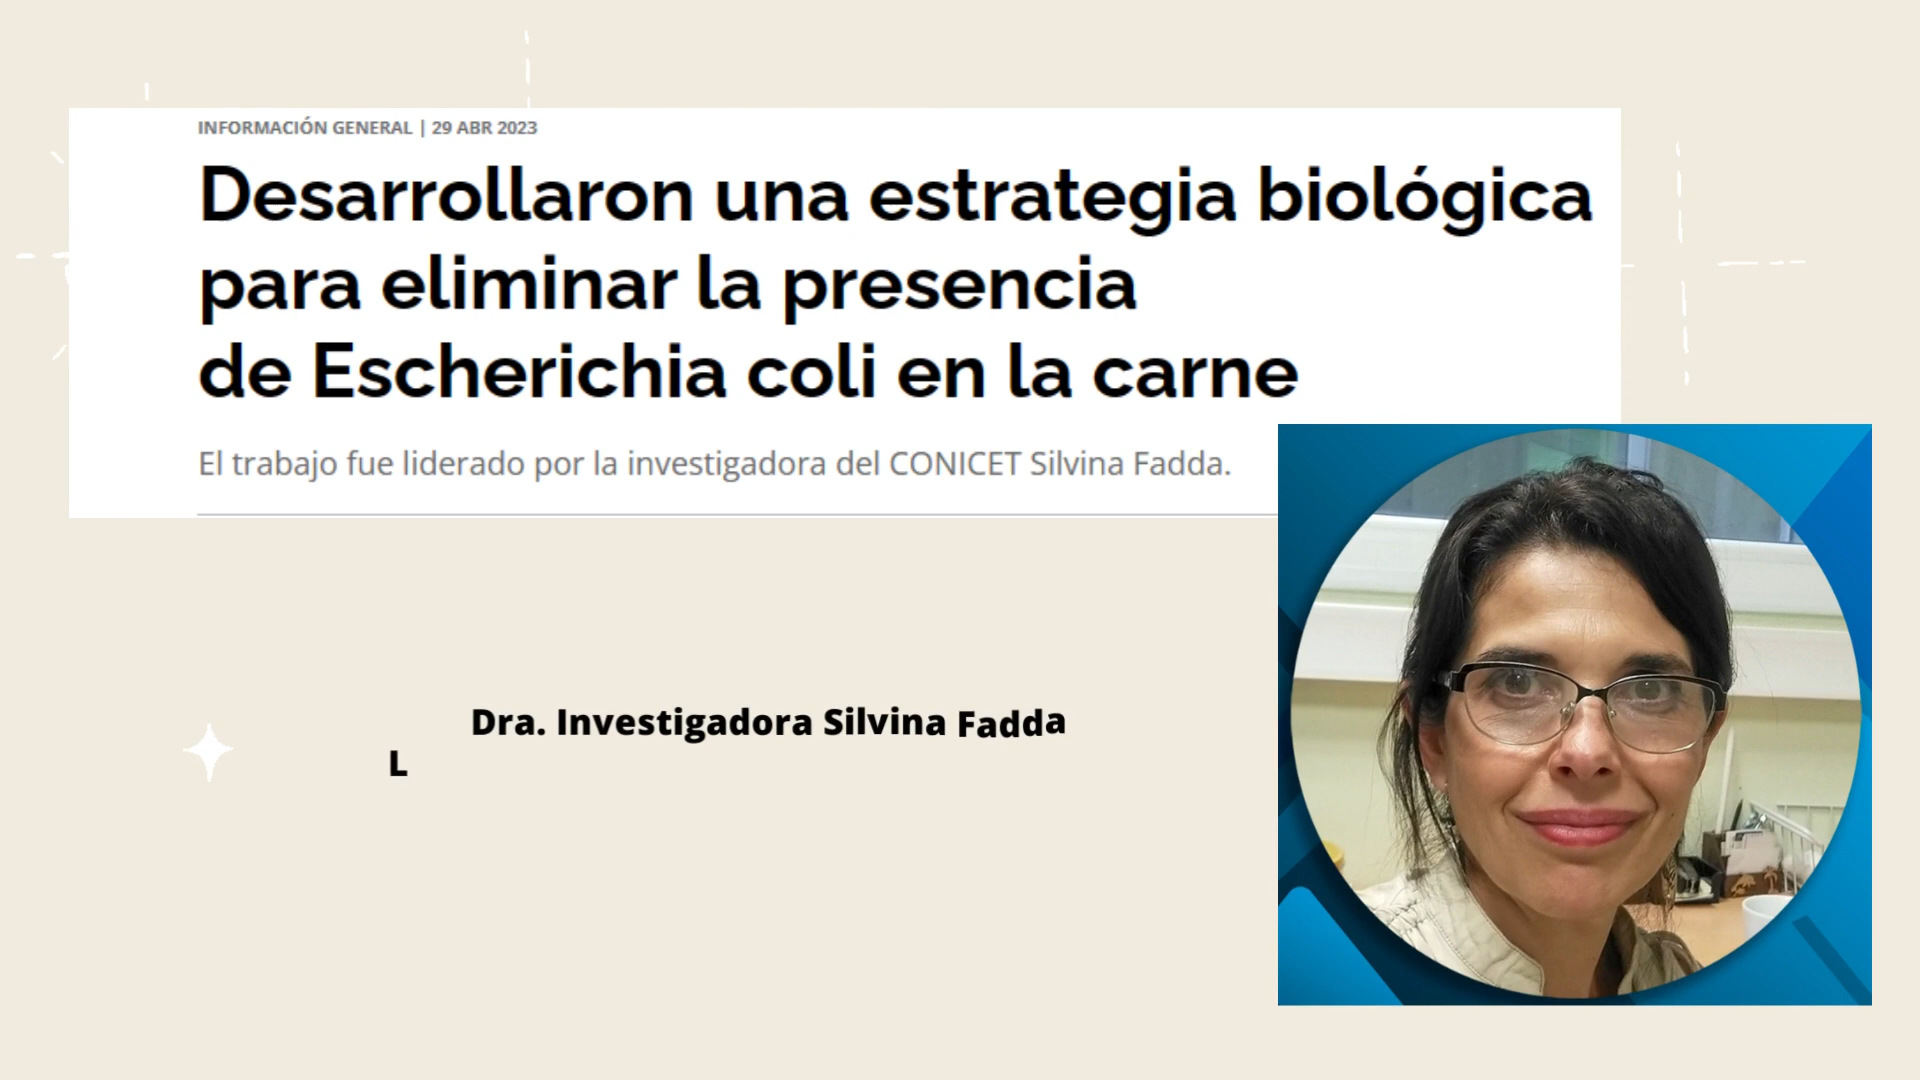 INFORMACIÓN GENERAL | 29 ABR 2023
Desarrollaron una estrategia biológica
para eliminar la presencia
de Escherichia coli en la carne
El trabajo fue liderado por la investigadora del CONICET Silvina Fadda.
Dra. Investigadora Silvina Fadda
L